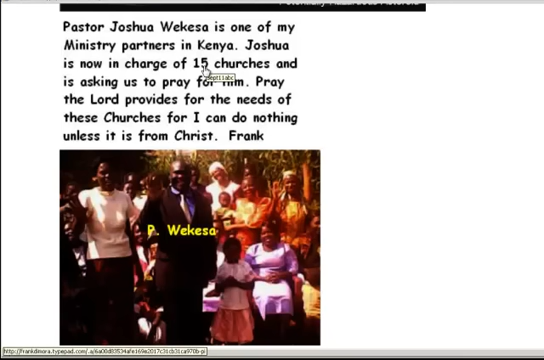 Pastor Joshua Wekesa is one of my
Ministry partners in Kenya. Joshua
is now in charge of 15 churches and
is asking us to pray for him. Pray
the Lord provides for the needs of
these Churches for I can do nothing
unless it is from Christ. Frank
P. Wekesa